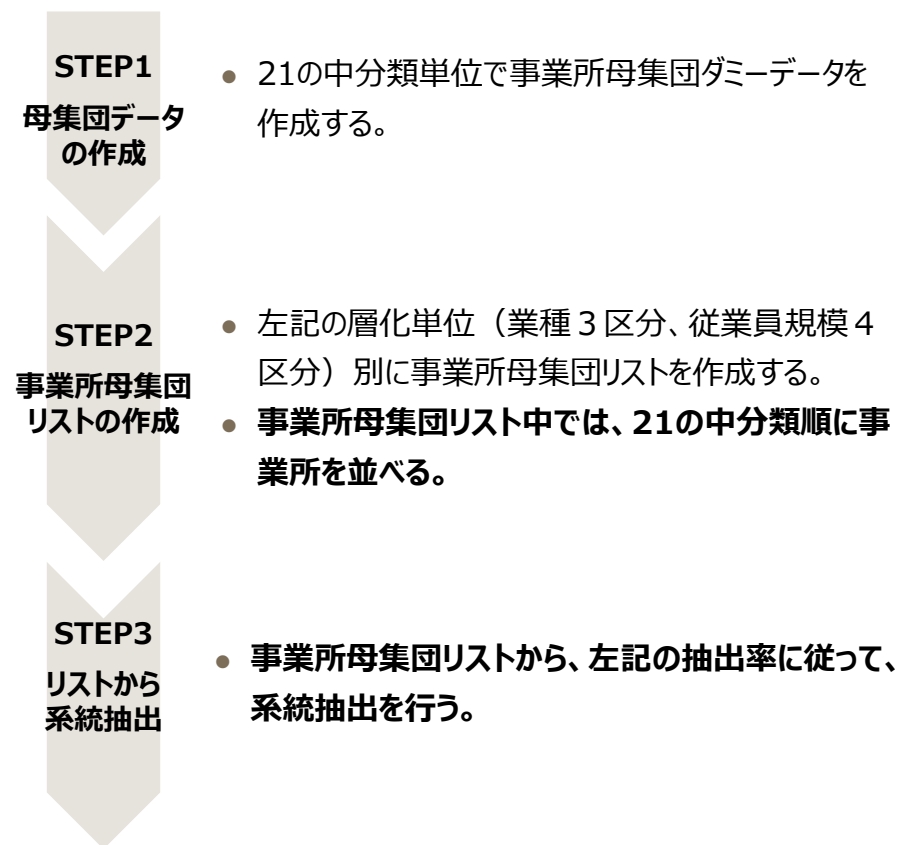 STEP1
母集団データ
の作成
● 21の中分類単位で事業所母集団ダミーデータを
作成する。
STEP2
事業所母集団
リストの作成
● 左記の層化単位（業種３区分、従業員規模４
区分）別に事業所母集団リストを作成する。
● 事業所母集団リスト中では、21の中分類順に事
業所を並べる。
STEP3
リストから
系統抽出
● 事業所母集団リストから、左記の抽出率に従って、
系統抽出を行う。